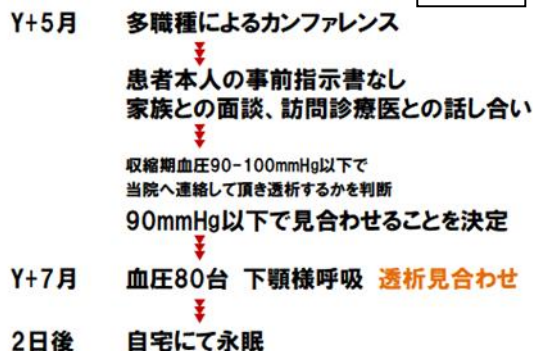 Y+5月 多職種によるカンファレンス
患者本人の事前指示書なし
家族との面談、訪問診療医との話し合い
収縮期血圧90-100mmHg以下で
当院へ連絡して頂き透析するかを判断
90mmHg以下で見合わせることを決定
Y+7月 血圧80台 下顎様呼吸 透析見合わせ
2日後 自宅にて永眠